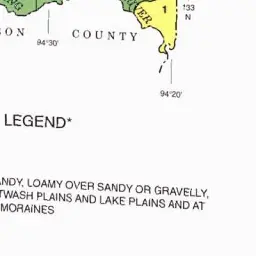 1
133
N
SON COUNTY
94°30'
94°20'
LEGEND*
ANDY, LOAMY OVER SANDY OR GRAVELLY,
TWASH PLAINS AND LAKE PLAINS AND AT
MORAINES